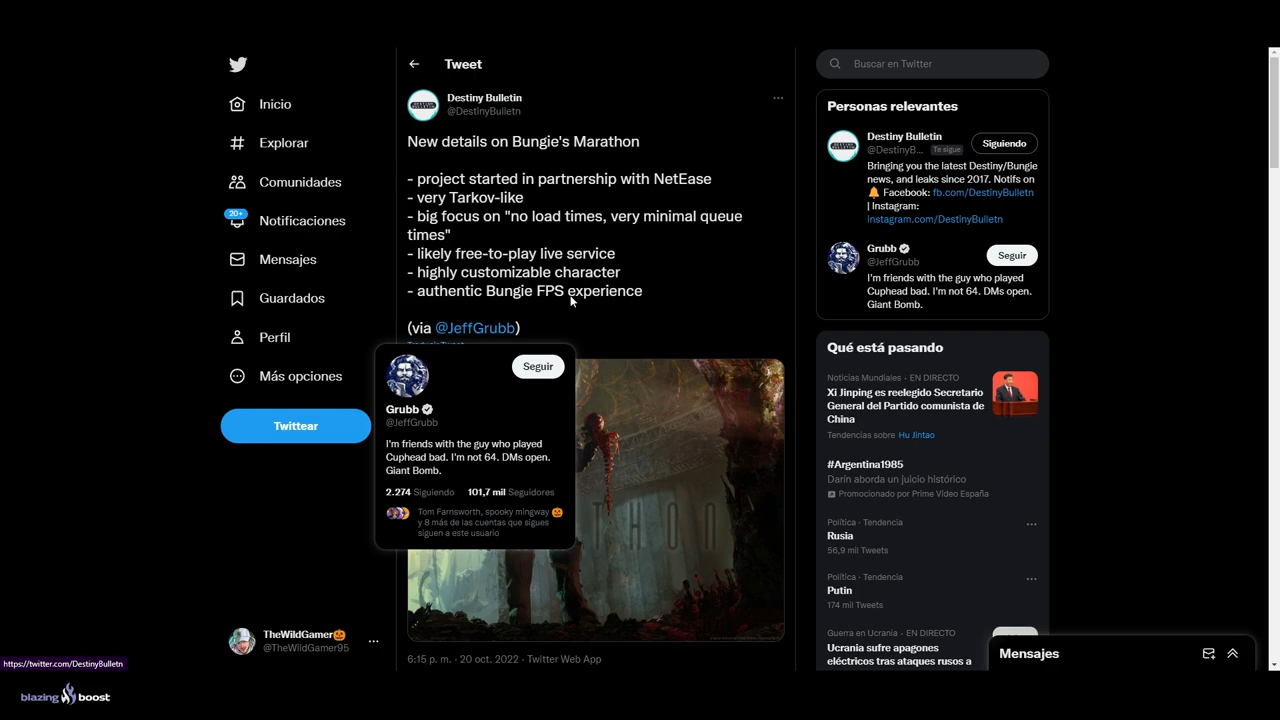 Tweet
Buscar en Twitter
Inicio
Explorar
Comunidades
20+
Notificaciones
Mensajes
Guardados
Perfil
Más opciones
Twittear
TheWildGamer🎃
@TheWildGamer95
Destiny Bulletin
@DestinyBulletn
New details on Bungie's Marathon
- project started in partnership with NetEase
- very Tarkov-like
- big focus on "no load times, very minimal queue
times"
- likely free-to-play live service
- highly customizable character
- authentic Bungie FPS experience
(via @JeffGrubb)
Seguir
Grubb
@JeffGrubb
I'm friends with the guy who played
Cuphead bad. I'm not 64. DMs open.
Giant Bomb.
2.274 Siguiendo 101,7 mil Seguidores
Tom Farnsworth, spooky mingway 🎃
y 8 más de las cuentas que sigues
siguen a este usuario
THON
6:15 p. m. · 20 oct. 2022 · Twitter Web App
Personas relevantes
Destiny Bulletin
@DestinyB... Te sigue
Siguiendo
Bringing you the latest Destiny/Bungie
news, and leaks since 2017. Notifs on
🔔 Facebook: fb.com/DestinyBulletn
| Instagram:
instagram.com/DestinyBulletn
Grubb
@JeffGrubb
Seguir
I'm friends with the guy who played
Cuphead bad. I'm not 64. DMs open.
Giant Bomb.
Qué está pasando
Noticias Mundiales · EN DIRECTO
Xi Jinping es reelegido Secretario
General del Partido comunista de
China
Tendencias sobre Hu Jintao
#Argentina1985
Darín aborda un juicio histórico
Promocionado por Prime Video España
Política · Tendencia
Rusia
56,9 mil Tweets
Política · Tendencia
Putin
174 mil Tweets
Guerra en Ucrania · EN DIRECTO
Ucrania sufre apagones
eléctricos tras ataques rusos a
Mensajes
https://twitter.com/DestinyBulletn
blazing boost